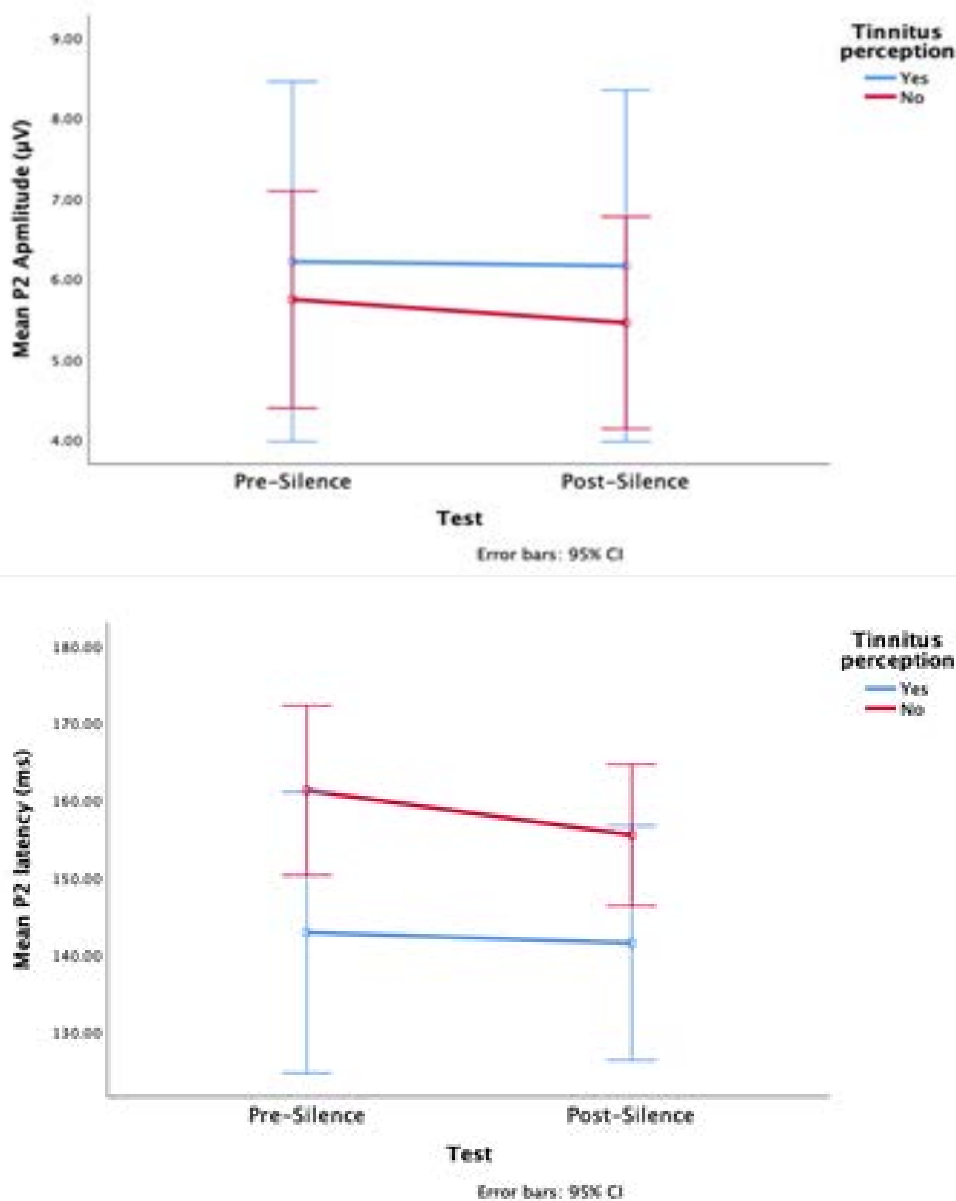 Tinnitus
perception
Yes
No
Mean P2 Apmlitude (µV)
9.00
8.00
7.00
6.00
5.00
4.00
Pre-Silence Post-Silence
Test
Error bars: 95% CI
Tinnitus
perception
Yes
No
Mean P2 latency (ms)
180.00
170.00
160.00
150.00
140.00
130.00
Pre-Silence Post-Silence
Test
Error bars: 95% CI